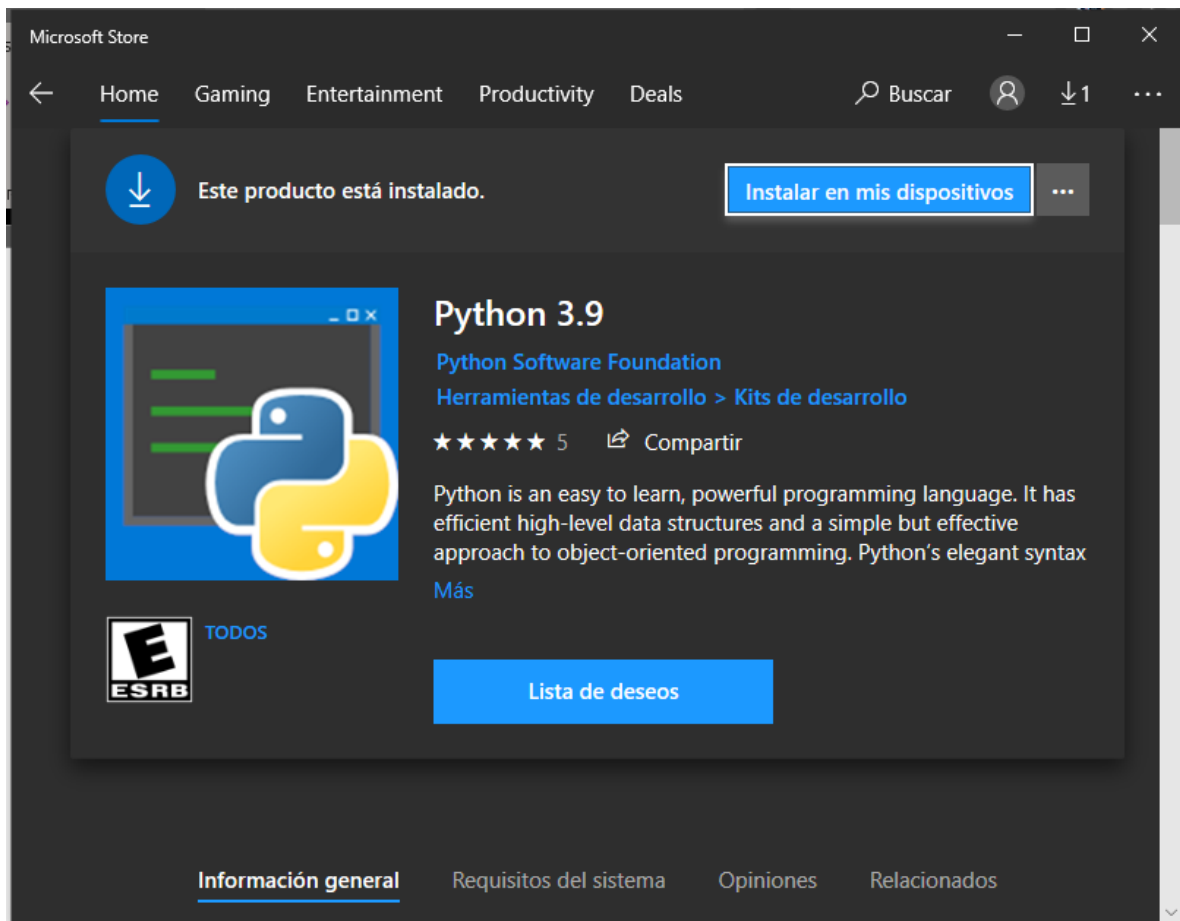 Microsoft Store
Home Gaming Entertainment Productivity Deals Buscar 1
Este producto está instalado. Instalar en mis dispositivos
Python 3.9
Python Software Foundation
Herramientas de desarrollo > Kits de desarrollo
★★★★★ 5 Compartir
Python is an easy to learn, powerful programming language. It has
efficient high-level data structures and a simple but effective
approach to object-oriented programming. Python's elegant syntax
Más
E TODOS
ESRB
Lista de deseos
Información general Requisitos del sistema Opiniones Relacionados